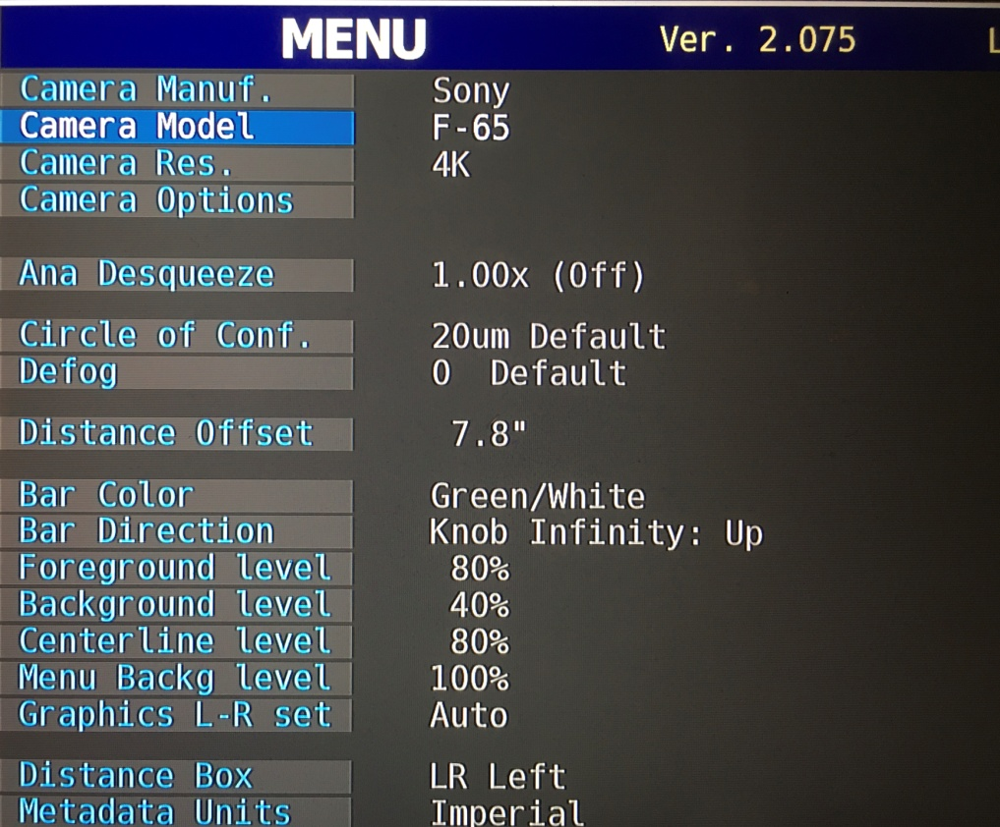 MENU Ver. 2.075
Camera Manuf. Sony
Camera Model F-65
Camera Res. 4K
Camera Options
Ana Desqueeze 1.00x (Off)
Circle of Conf. 20um Default
Defog 0 Default
Distance Offset 7.8"
Bar Color Green/White
Bar Direction Knob Infinity: Up
Foreground level 80%
Background level 40%
Centerline level 80%
Menu Backg level 100%
Graphics L-R set Auto
Distance Box LR Left
Metadata Units Imperial